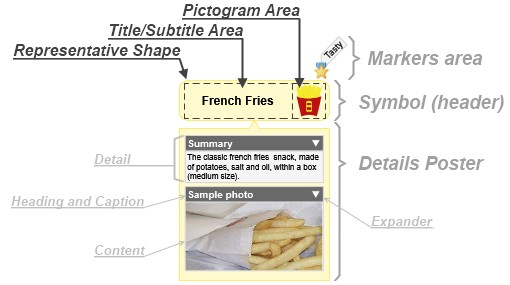 Pictogram Area
Title/Subtitle Area
Representative Shape
Tasty
Markers area
French Fries
Symbol (header)
Summary
The classic french fries snack, made
of potatoes, salt and oil, within a box
(medium size).
Detail
Details Poster
Sample photo
Heading and Caption
Expander
Content